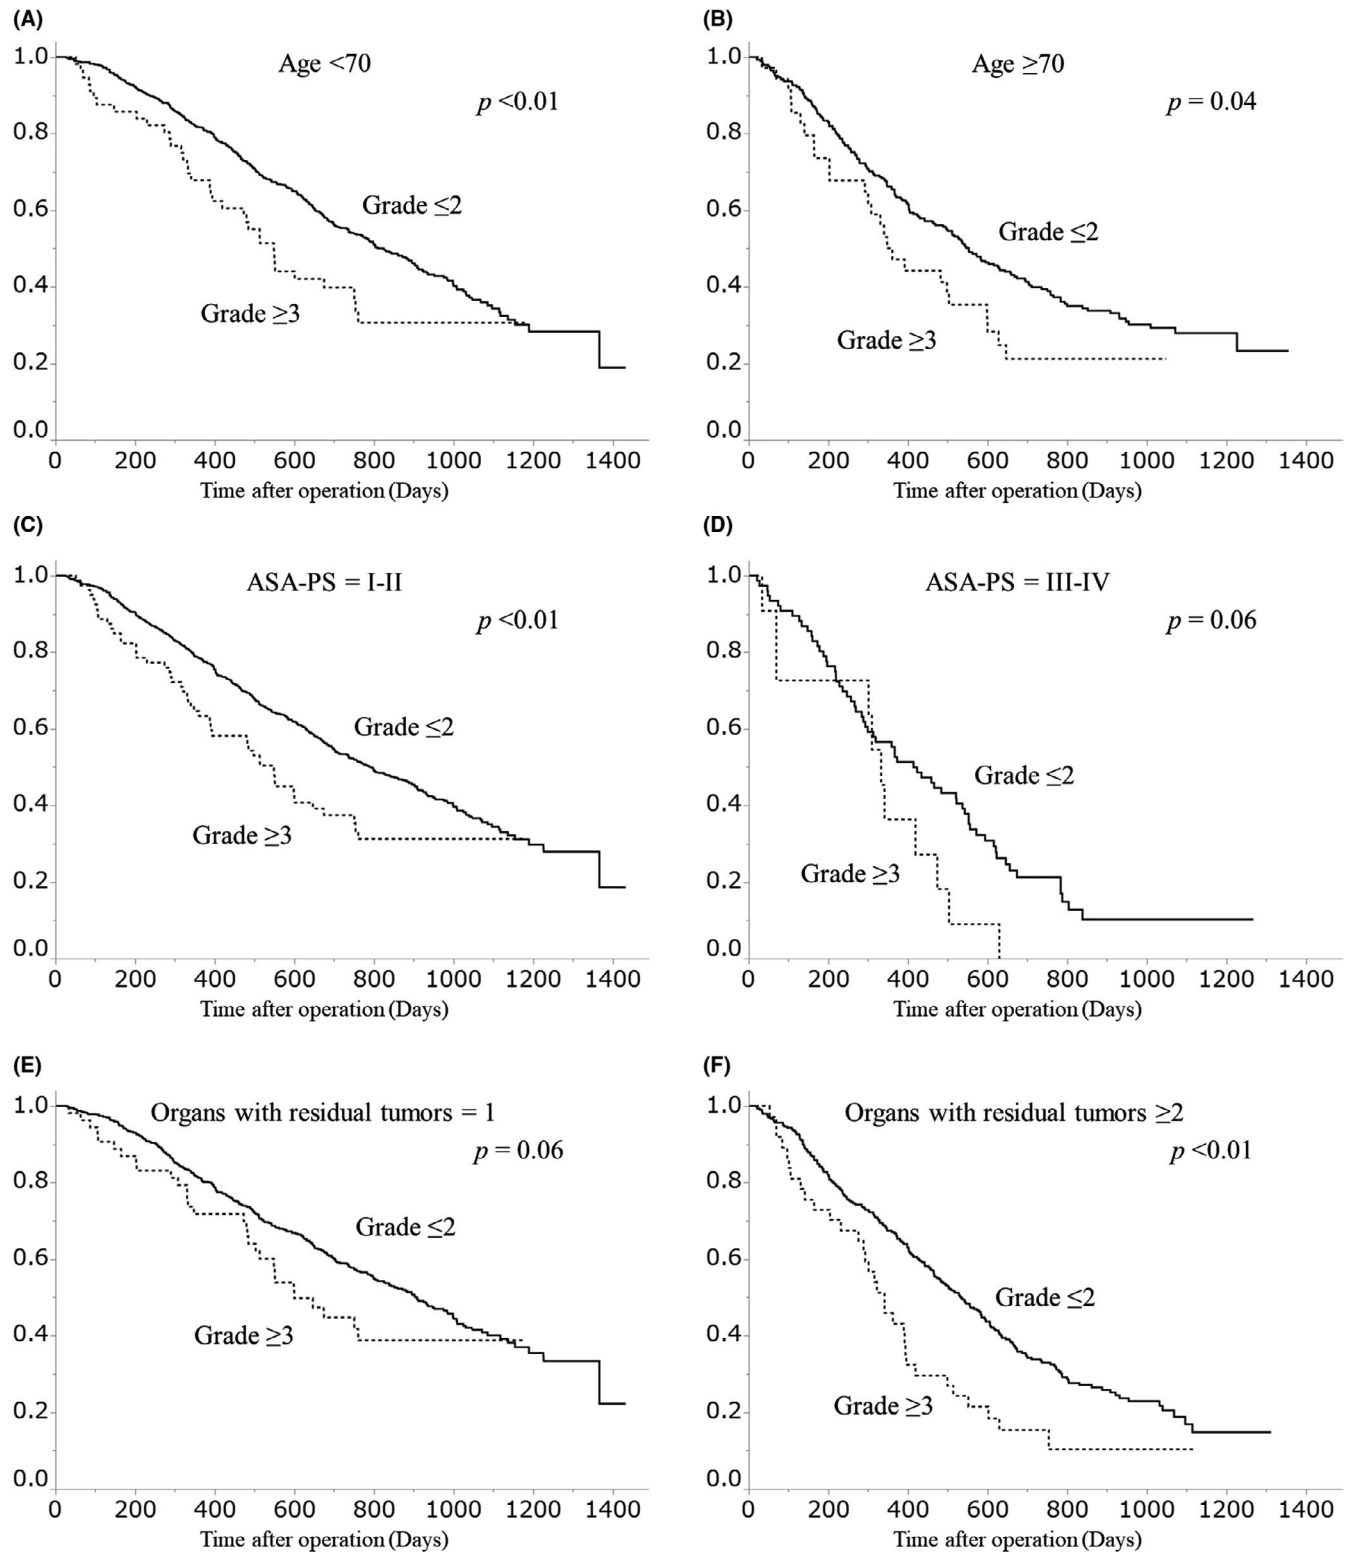 (A)
Age <70
p <0.01
1.0
0.8
0.6
0.4
0.2
0.0
Grade ≤2
Grade ≥3
0 200 400 600 800 1000 1200 1400
Time after operation (Days)
(B)
Age ≥70
p = 0.04
1.0
0.8
0.6
0.4
0.2
0.0
Grade ≤2
Grade ≥3
0 200 400 600 800 1000 1200 1400
Time after operation (Days)
(C)
ASA-PS = I-II
p <0.01
1.0
0.8
0.6
0.4
0.2
0.0
Grade ≤2
Grade ≥3
0 200 400 600 800 1000 1200 1400
Time after operation (Days)
(D)
ASA-PS = III-IV
p = 0.06
1.0
0.8
0.6
0.4
0.2
0.0
Grade ≤2
Grade ≥3
0 200 400 600 800 1000 1200 1400
Time after operation (Days)
(E)
Organs with residual tumors = 1
p = 0.06
1.0
0.8
0.6
0.4
0.2
0.0
Grade ≤2
Grade ≥3
0 200 400 600 800 1000 1200 1400
Time after operation (Days)
(F)
Organs with residual tumors ≥2
p <0.01
1.0
0.8
0.6
0.4
0.2
0.0
Grade ≤2
Grade ≥3
0 200 400 600 800 1000 1200 1400
Time after operation (Days)